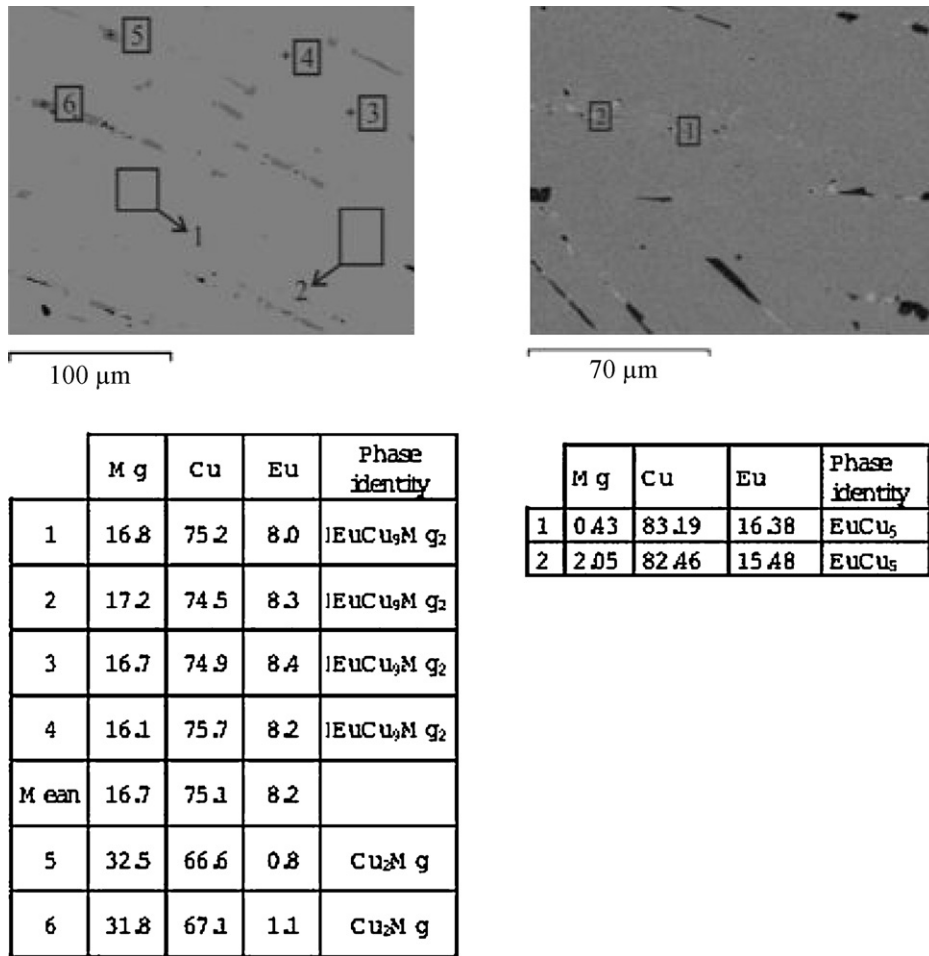 5
4
6
3
1
2
2
1
100 µm
70 µm
Mg Cu Eu Phase identity
1 16.8 75.2 8.0 1EuCu₉Mg₂
2 17.2 74.5 8.3 1EuCu₉Mg₂
3 16.7 74.9 8.4 1EuCu₉Mg₂
4 16.1 75.7 8.2 1EuCu₉Mg₂
Mean 16.7 75.1 8.2
5 32.5 66.6 0.8 Cu₂Mg
6 31.8 67.1 1.1 Cu₂Mg
Mg Cu Eu Phase identity
1 0.43 83.19 16.38 EuCu₅
2 2.05 82.46 15.48 EuCu₅